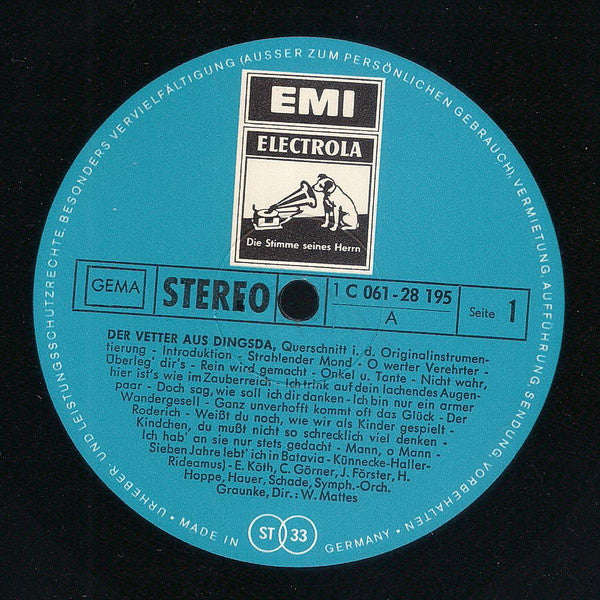 URHEBER- UND LEISTUNGSSCHUTZRECHTE, BESONDERS VERVIELFÄLTIGUNG (AUSSER ZUM PERSÖNLICHEN GEBRAUCH), VERMIETUNG, AUFFÜHRUNG, SENDUNG VORBEHALTEN
EMI
ELECTROLA
Die Stimme seines Herrn
GEMA
STEREO
1 C 061-28 195
A
Seite 1
DER VETTER AUS DINGSDA, Querschnitt i. d. Originalinstrumen-
tierung - Introduktion - Strahlender Mond - O werter Verehrter -
Überleg' dir's - Rein wird gemacht - Onkel u. Tante - Nicht wahr,
hier ist's wie im Zauberreich - Ich trink auf dein lachendes Augen-
paar - Doch sag, wie soll ich dir danken - Ich bin nur ein armer
Wandergesell - Ganz unverhofft kommt oft das Glück - Der
Roderich - Weißt du noch, wie wir als Kinder gespielt -
Kindchen, du mußt nicht so schrecklich viel denken -
Ich hab' an sie nur stets gedacht - Mann, o Mann -
Sieben Jahre lebt' ich in Batavia - Künnecke-Haller-
Rideamus) - E. Köth, C. Görner, J. Förster, H.
Hoppe, Hauer, Schade, Symph.-Orch.
Graunke, Dir.: W. Mattes
• MADE IN
ST 33
GERMANY •